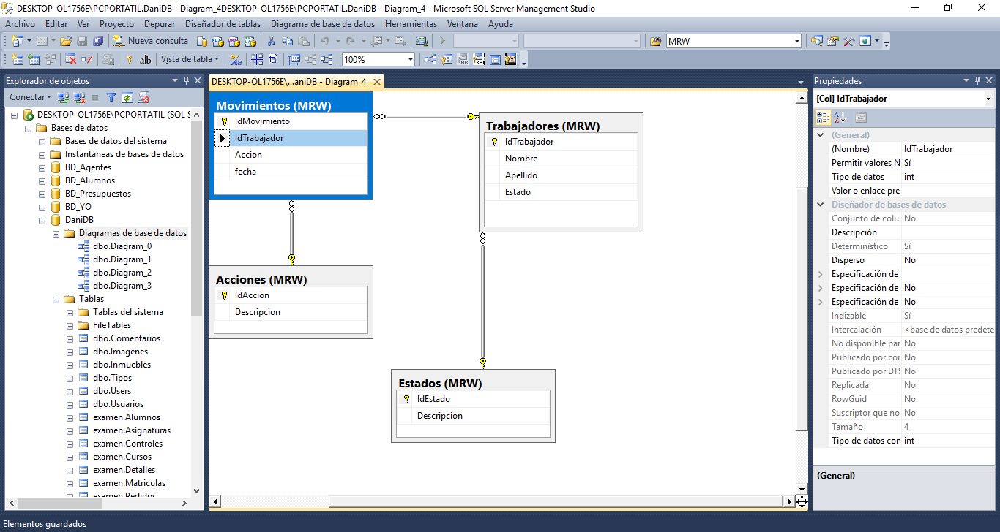 DESKTOP-OL1756E\PCPORTATIL.DaniDB - Diagram_4DESKTOP-OL1756E\PCPORTATIL.DaniDB - Diagram_4 - Microsoft SQL Server Management Studio
Archivo Editar Ver Proyecto Depurar Diseñador de tablas Diagrama de base de datos Herramientas Ventana Ayuda
Nueva consulta MRW
Vista de tabla 100%
Explorador de objetos
Conectar
DESKTOP-OL1756E\PCPORTATIL (SQL S
Bases de datos
Bases de datos del sistema
Instantáneas de bases de datos
BD_Agentes
BD_Alumnos
BD_Presupuestos
BD_YO
DaniDB
Diagramas de base de datos
dbo.Diagram_0
dbo.Diagram_1
dbo.Diagram_2
dbo.Diagram_3
Tablas
Tablas del sistema
FileTables
dbo.Comentarios
dbo.Imagenes
dbo.Inmuebles
dbo.Tipos
dbo.Users
dbo.Usuarios
examen.Alumnos
examen.Asignaturas
examen.Controles
examen.Cursos
examen.Detalles
examen.Matriculas
examen.Pedidos
DESKTOP-OL1756E\...aniDB - Diagram_4
Movimientos (MRW)
IdMovimiento
IdTrabajador
Accion
fecha
Trabajadores (MRW)
IdTrabajador
Nombre
Apellido
Estado
Acciones (MRW)
IdAccion
Descripcion
Estados (MRW)
IdEstado
Descripcion
Propiedades
[Col] IdTrabajador
(General)
(Nombre) IdTrabajador
Permitir valores N Sí
Tipo de datos int
Valor o enlace pre
Diseñador de bases de datos
Conjunto de colu No
Descripción
Determinístico Sí
Disperso No
Especificación de
Especificación de No
Especificación de No
Indizable Sí
Intercalación <base de datos predete
No disponible par No
Publicado por cor No
Publicado por DTS No
Replicada No
RowGuid No
Suscriptor que no No
Tamaño 4
Tipo de datos con int
(General)
Elementos guardados